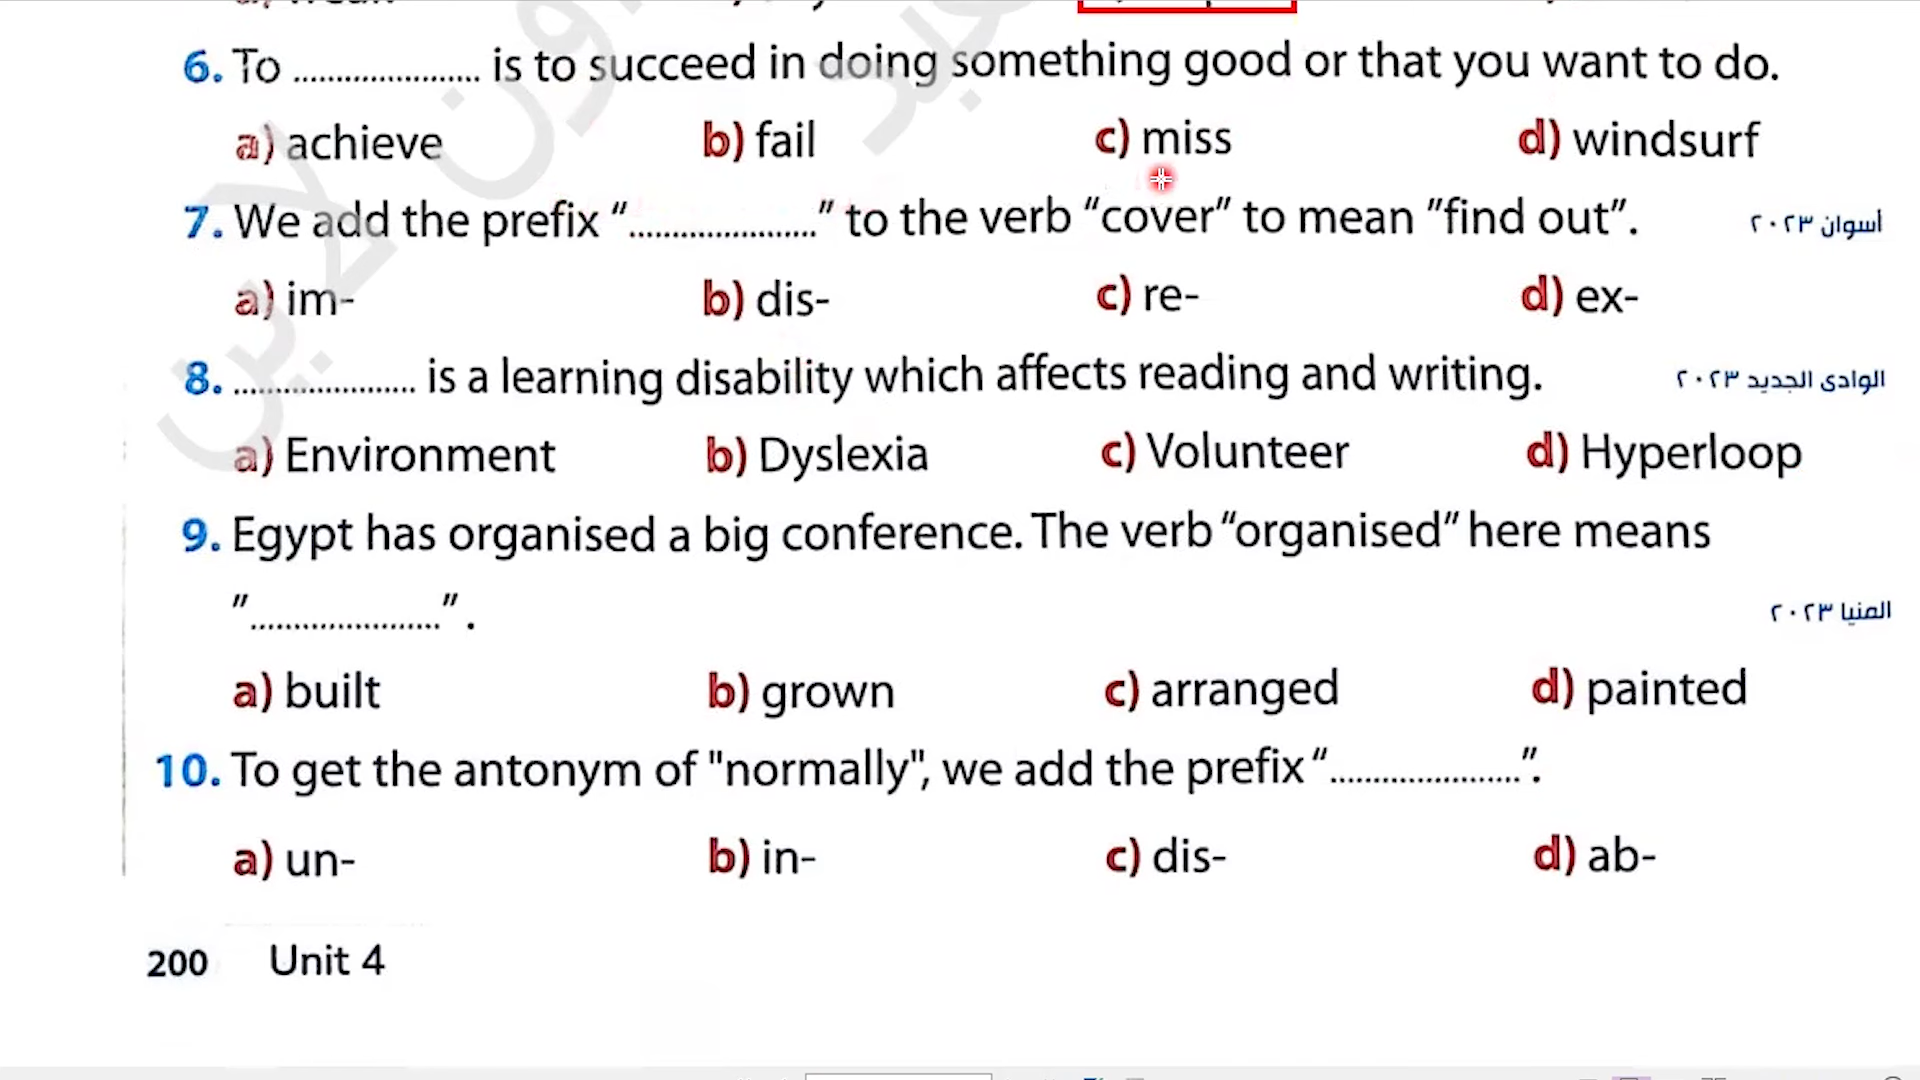 6. To ..................... is to succeed in doing something good or that you want to do.
a) achieve b) fail c) miss d) windsurf
7. We add the prefix “.....................” to the verb “cover” to mean “find out”. أسوان ٢٠٢٣
a) im- b) dis- c) re- d) ex-
8. ..................... is a learning disability which affects reading and writing. الوادى الجديد ٢٠٢٣
a) Environment b) Dyslexia c) Volunteer d) Hyperloop
9. Egypt has organised a big conference. The verb “organised” here means
“.....................”. المنيا ٢٠٢٣
a) built b) grown c) arranged d) painted
10. To get the antonym of "normally", we add the prefix “.....................”.
a) un- b) in- c) dis- d) ab-
200 Unit 4